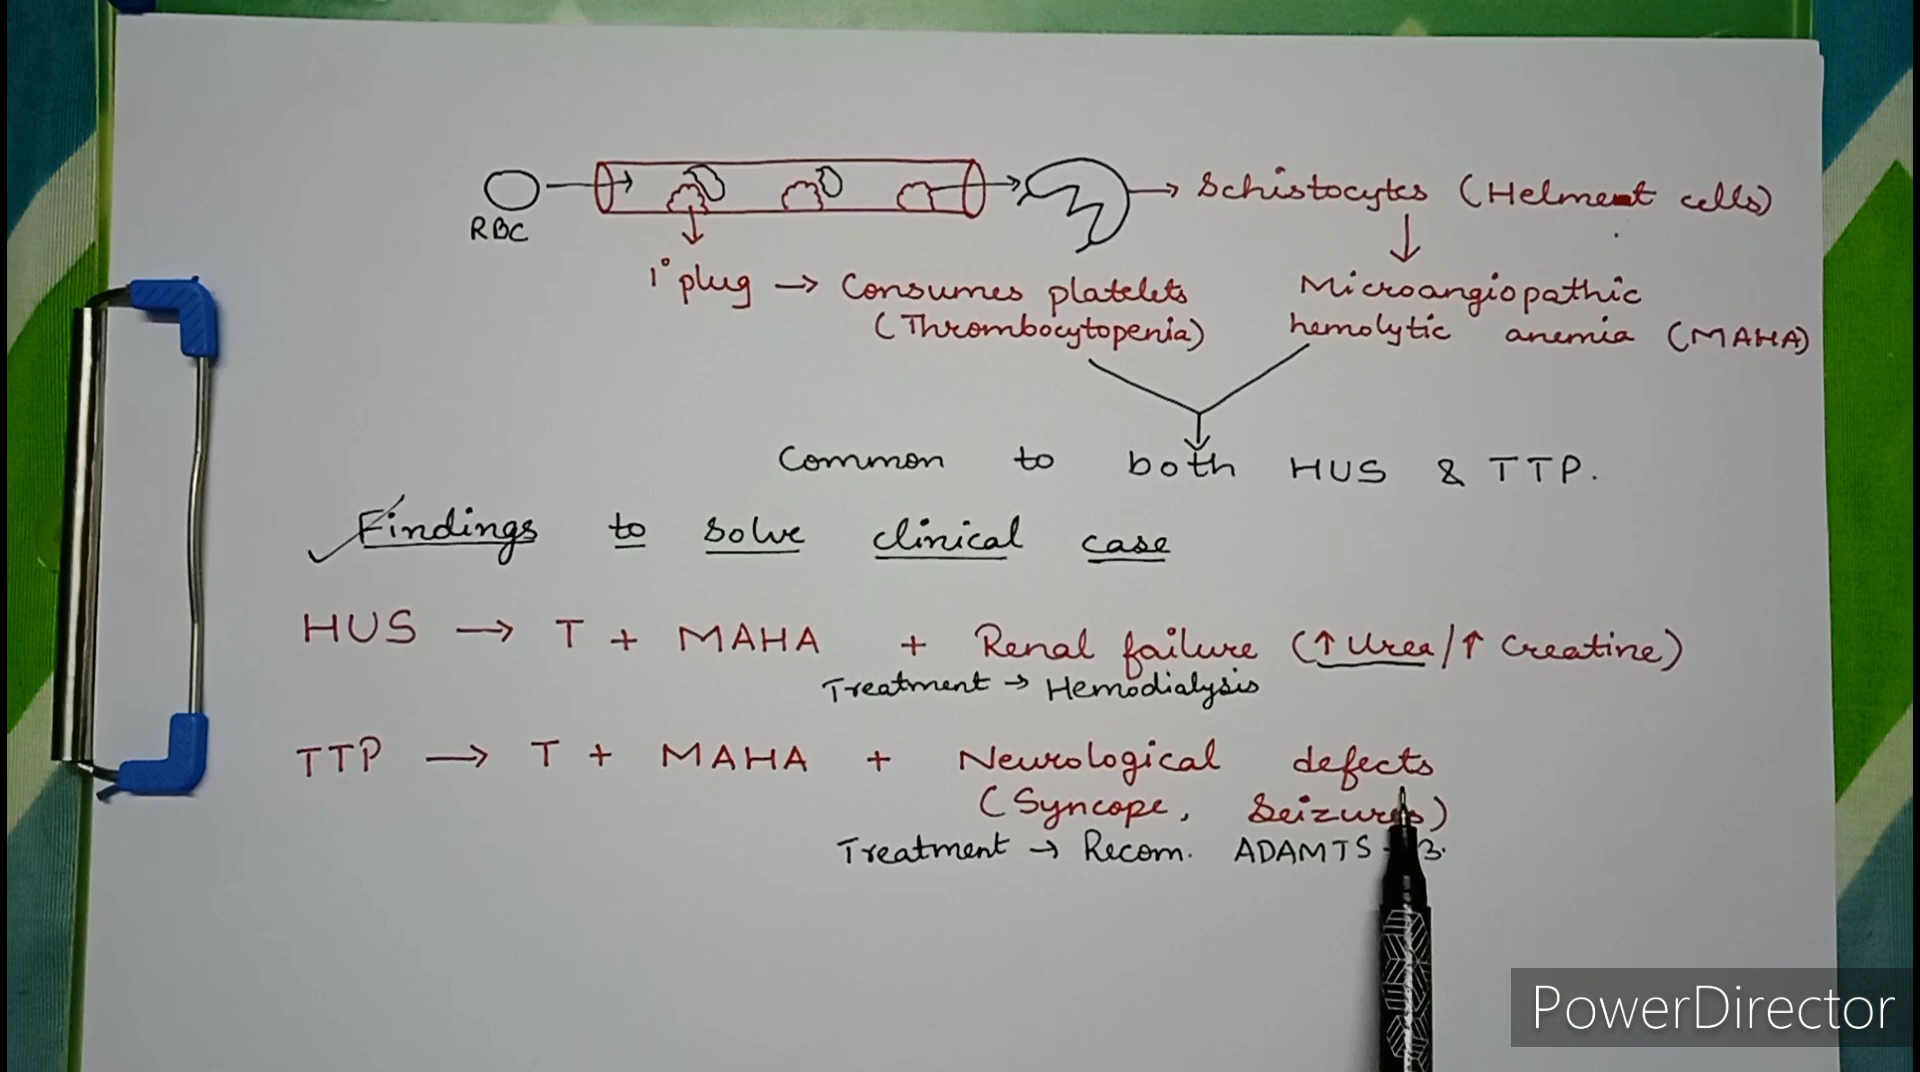 RBC → → Schistocytes (Helment cells)
↓ ↓
1° plug → Consumes platelets
(Thrombocytopenia)
Microangiopathic
hemolytic anemia (MAHA)
Common to both HUS & TTP.
✓ Findings to solve clinical case
HUS → T + MAHA + Renal failure (↑ Urea/↑ Creatine)
Treatment → Hemodialysis
TTP → T + MAHA + Neurological defects
(Syncope, Seizures)
Treatment → Recom. ADAMTS - 3.
PowerDirector